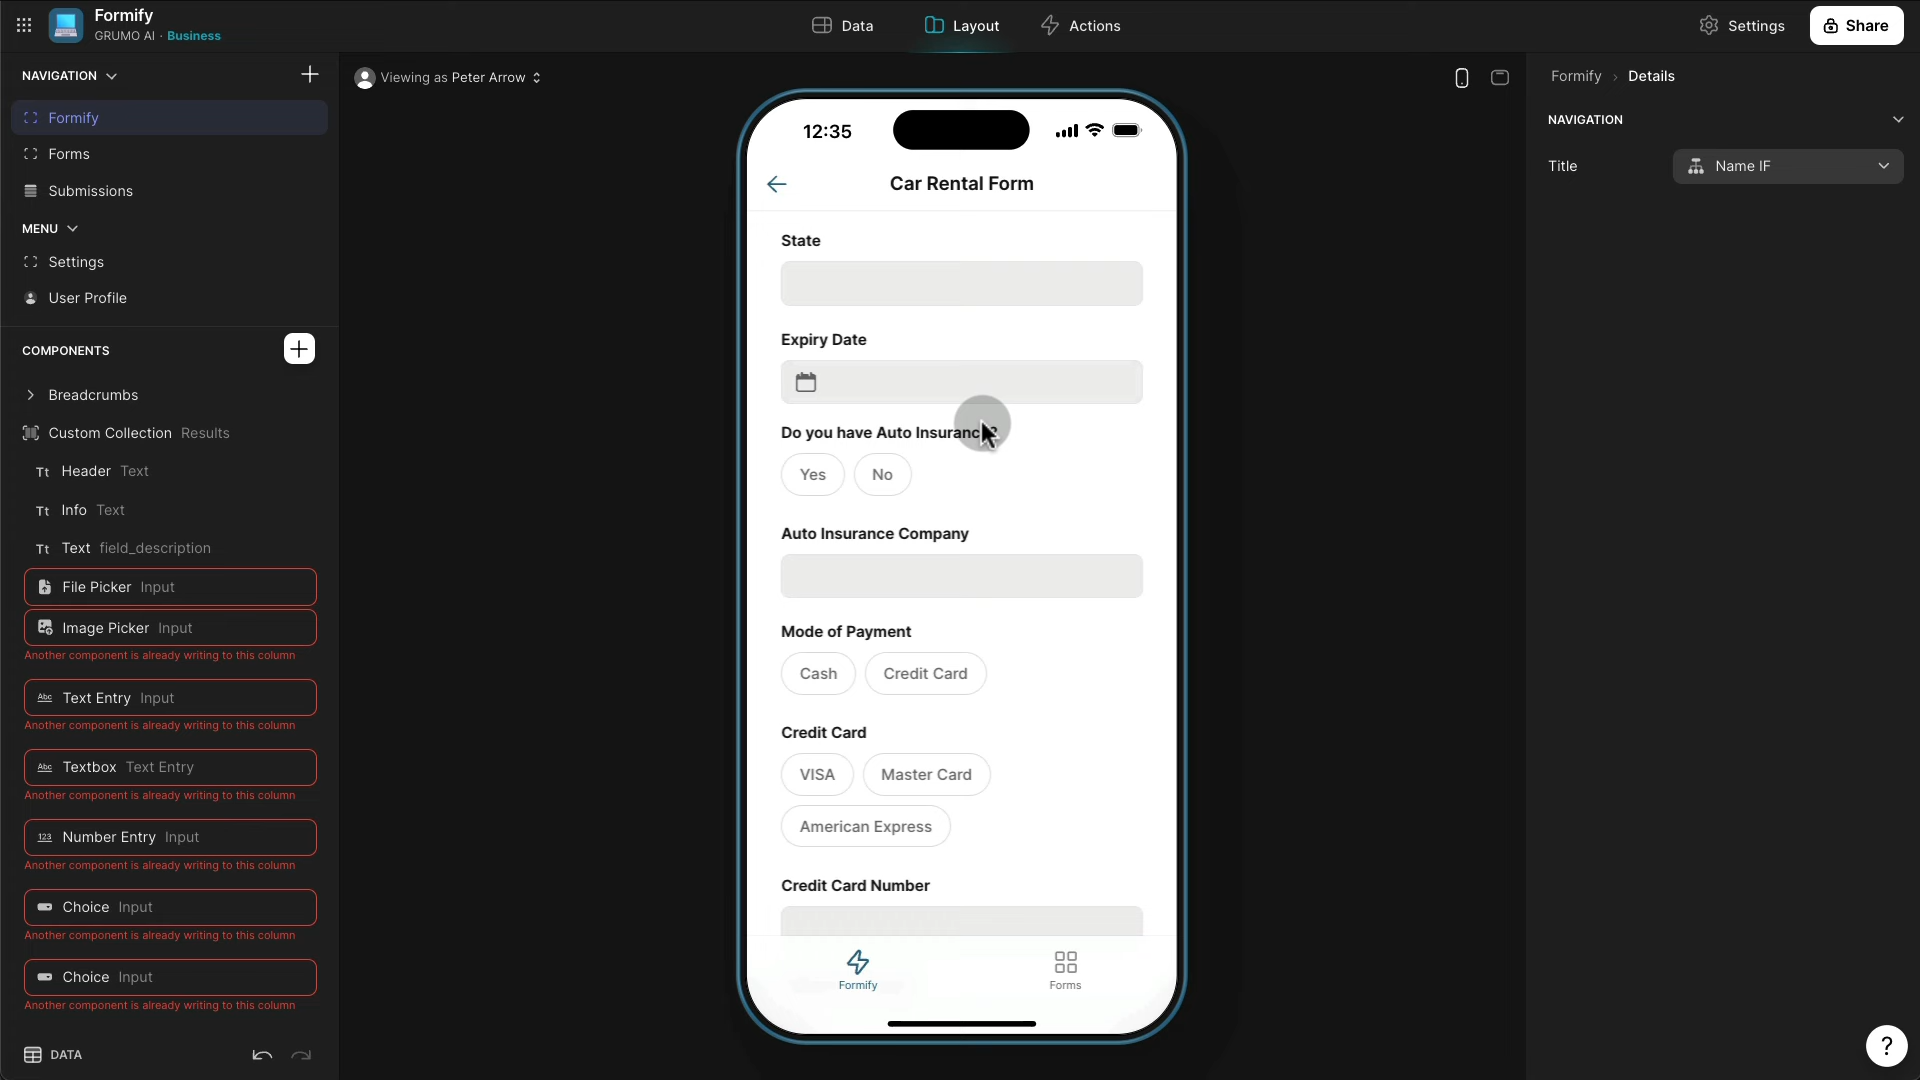 Formify
GRUMO AI · Business
Data
Layout
Actions
Settings
Share
NAVIGATION
Formify
Forms
Submissions
MENU
Settings
User Profile
COMPONENTS
Breadcrumbs
Custom Collection Results
Tt Header Text
Tt Info Text
Tt Text field_description
File Picker Input
Image Picker Input
Another component is already writing to this column
Abc Text Entry Input
Another component is already writing to this column
Abc Textbox Text Entry
Another component is already writing to this column
123 Number Entry Input
Another component is already writing to this column
Choice Input
Another component is already writing to this column
Choice Input
Another component is already writing to this column
DATA
Viewing as Peter Arrow
12:35
Car Rental Form
State
Expiry Date
Do you have Auto Insurance?
Yes No
Auto Insurance Company
Mode of Payment
Cash Credit Card
Credit Card
VISA Master Card
American Express
Credit Card Number
Formify
Forms
Formify > Details
NAVIGATION
Title
Name IF
?